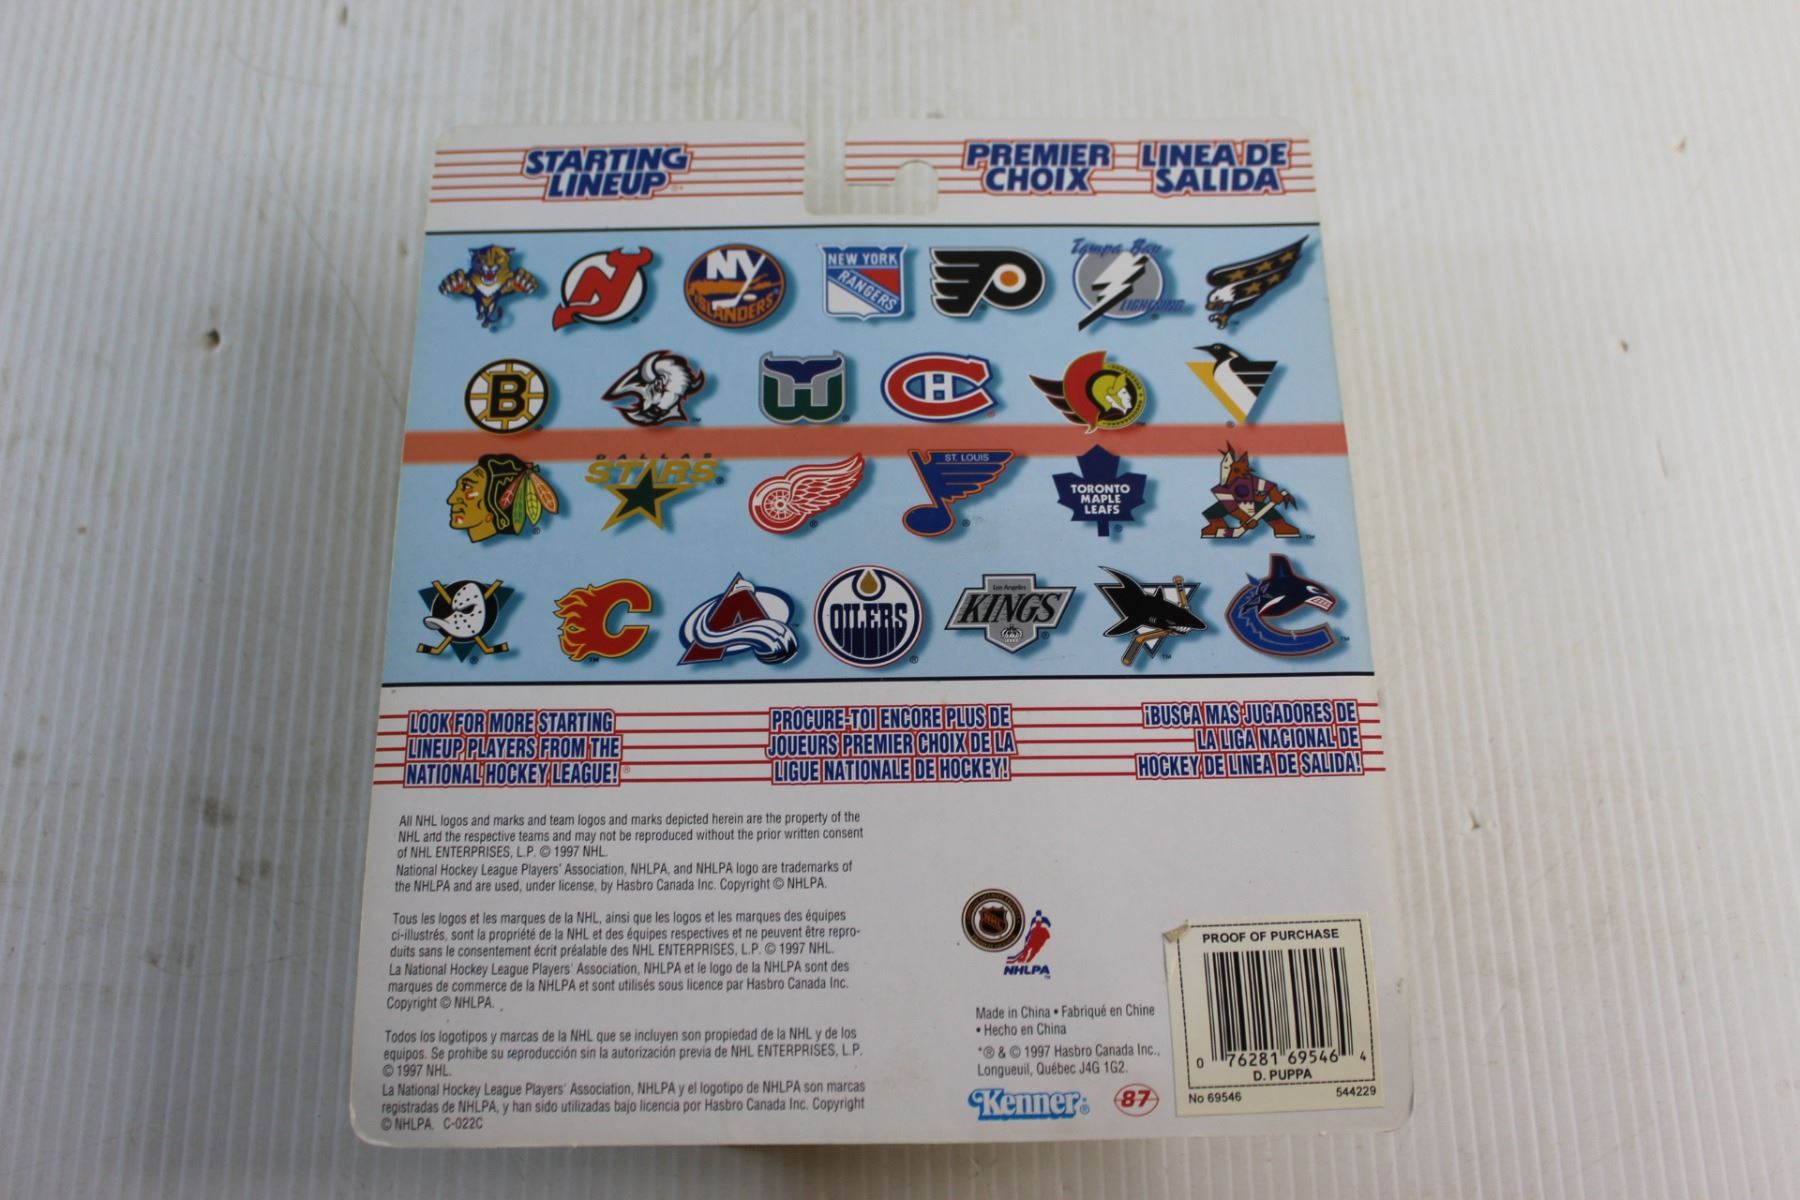 STARTING
LINEUP
PREMIER
CHOIX
LINEA DE
SALIDA
NY
ISLANDERS
NEW YORK
RANGERS
Tampa Bay
LIGHTNING
B
DALLAS
STARS
ST. LOUIS
TORONTO
MAPLE
LEAFS
OILERS
Los Angeles
KINGS
LOOK FOR MORE STARTING
LINEUP PLAYERS FROM THE
NATIONAL HOCKEY LEAGUE!®
PROCURE-TOI ENCORE PLUS DE
JOUEURS PREMIER CHOIX DE LA
LIGUE NATIONALE DE HOCKEY!
¡BUSCA MAS JUGADORES DE
LA LIGA NACIONAL DE
HOCKEY DE LINEA DE SALIDA!
All NHL logos and marks and team logos and marks depicted herein are the property of the
NHL and the respective teams and may not be reproduced without the prior written consent
of NHL ENTERPRISES, L.P. © 1997 NHL.
National Hockey League Players' Association, NHLPA, and NHLPA logo are trademarks of
the NHLPA and are used, under license, by Hasbro Canada Inc. Copyright © NHLPA.
Tous les logos et les marques de la NHL, ainsi que les logos et les marques des équipes
ci-illustrés, sont la propriété de la NHL et des équipes respectives et ne peuvent être repro-
duits sans le consentement écrit préalable des NHL ENTERPRISES, L.P. © 1997 NHL.
La National Hockey League Players' Association, NHLPA et le logo de la NHLPA sont des
marques de commerce de la NHLPA et sont utilisés sous licence par Hasbro Canada Inc.
Copyright © NHLPA.
Todos los logotipos y marcas de la NHL que se incluyen son propiedad de la NHL y de los
equipos. Se prohibe su reproducción sin la autorización previa de NHL ENTERPRISES, L.P.
© 1997 NHL.
La National Hockey League Players' Association, NHLPA y el logotipo de NHLPA son marcas
registradas de NHLPA, y han sido utilizadas bajo licencia por Hasbro Canada Inc. Copyright
© NHLPA. C-022C
NHL
NHLPA
Made in China • Fabriqué en Chine
• Hecho en China
*® & © 1997 Hasbro Canada Inc.,
Longueuil, Québec J4G 1G2.
Kenner®
87
PROOF OF PURCHASE
0 76281 69546 4
D. PUPPA
No 69546
544229